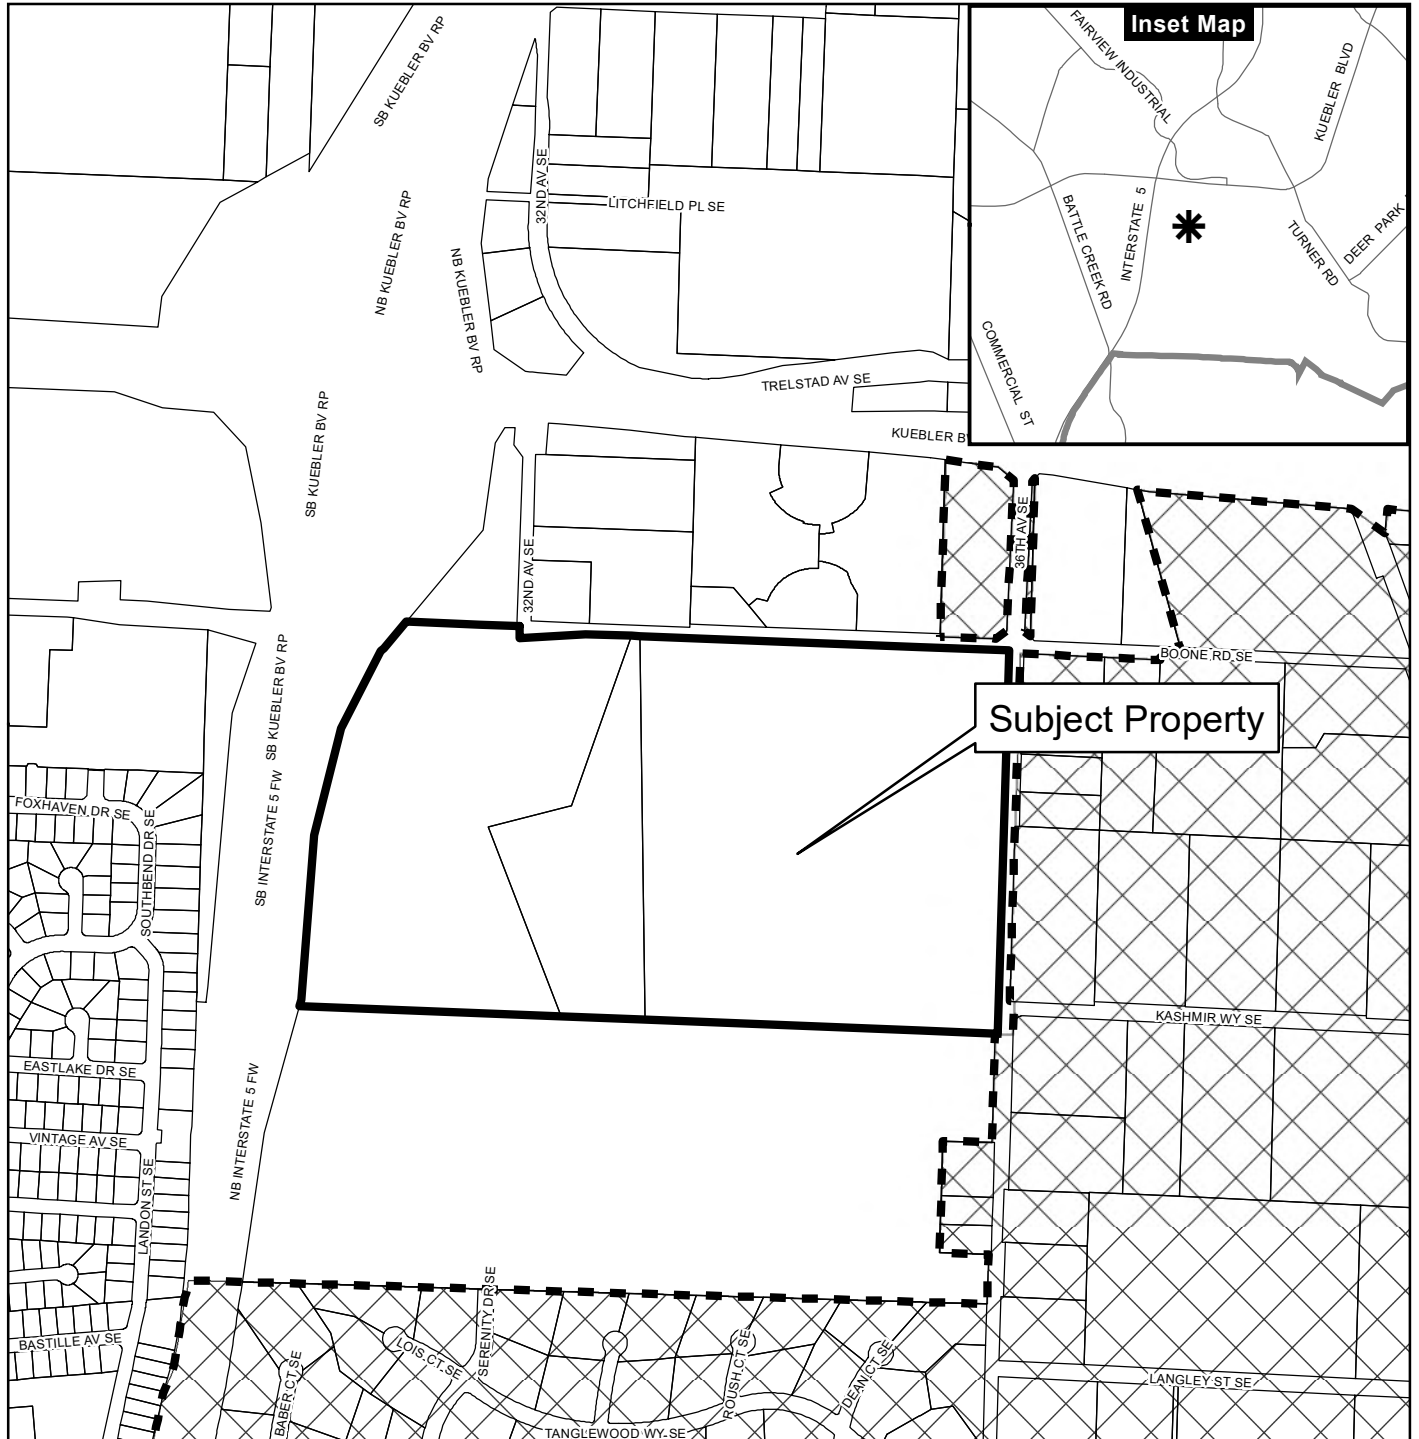 Inset Map
FAIRVIEW INDUSTRIAL
KUEBLER BLVD
BATTLE CREEK RD
INTERSTATE 5
TURNER RD
DEER PARK
COMMERCIAL ST
SB KUEBLER BV RP
32ND AV SE
LITCHFIELD PL SE
NB KUEBLER BV RP
NB KUEBLER BV RP
TRELSTAD AV SE
SB KUEBLER BV RP
KUEBLER BV
36TH AV SE
32ND AV SE
BOONE RD SE
SB KUEBLER BV RP
Subject Property
SB INTERSTATE 5 FW
FOXHAVEN DR SE
SOUTHBEND DR SE
KASHMIR WY SE
EASTLAKE DR SE
NB INTERSTATE 5 FW
VINTAGE AV SE
LANDON ST SE
SERENITY DR SE
BASTILLE AV SE
LOIS CT SE
BABER CT SE
ROUSH CT SE
DEAN CT SE
LANGLEY ST SE
TANGLEWOOD WY SE